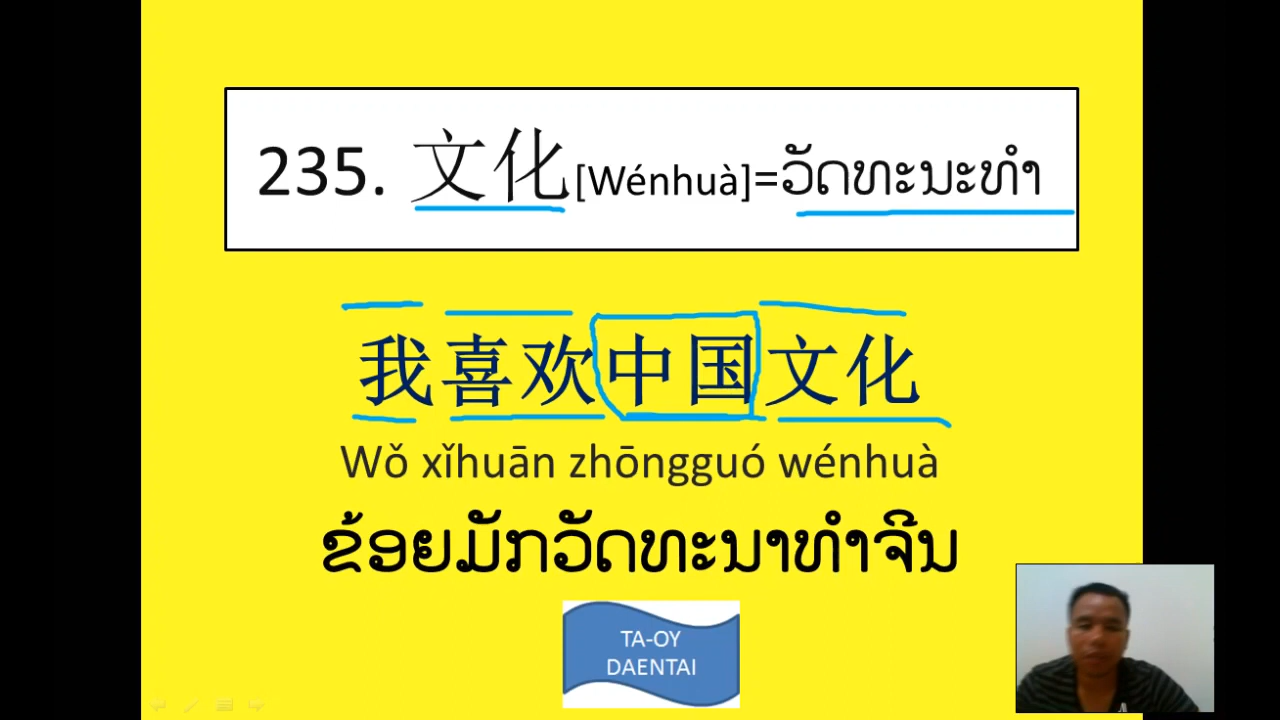 235. 文化[Wénhuà]=ວັດທະນະທຳ
我喜欢中国文化
Wǒ xǐhuān zhōngguó wénhuà
ຂ້ອຍມັກວັດທະນາທຳຈີນ
TA-OY
DAENTAI